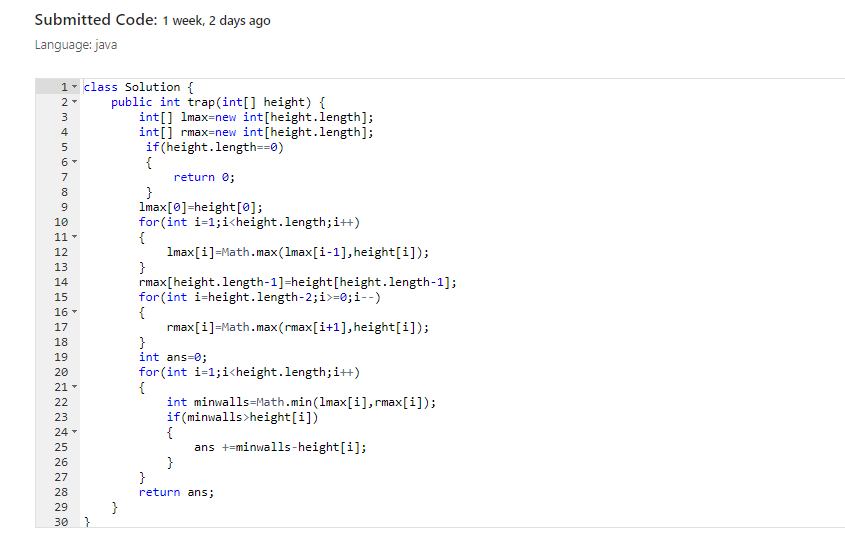 Submitted Code: 1 week, 2 days ago
Language: java
1 class Solution {
2     public int trap(int[] height) {
3         int[] lmax=new int[height.length];
4         int[] rmax=new int[height.length];
5          if(height.length==0)
6          {
7              return 0;
8          }
9         lmax[0]=height[0];
10         for(int i=1;i<height.length;i++)
11         {
12             lmax[i]=Math.max(lmax[i-1],height[i]);
13         }
14         rmax[height.length-1]=height[height.length-1];
15         for(int i=height.length-2;i>=0;i--)
16         {
17             rmax[i]=Math.max(rmax[i+1],height[i]);
18         }
19         int ans=0;
20         for(int i=1;i<height.length;i++)
21         {
22             int minwalls=Math.min(lmax[i],rmax[i]);
23             if(minwalls>height[i])
24             {
25                 ans +=minwalls-height[i];
26             }
27         }
28         return ans;
29     }
30 }